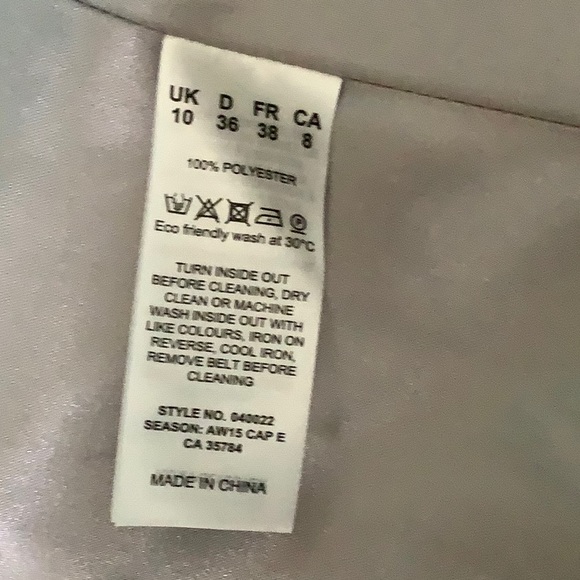 UK D FR CA
10 36 38 8
100% POLYESTER
Eco friendly wash at 30°C
TURN INSIDE OUT
BEFORE CLEANING, DRY
CLEAN OR MACHINE
WASH INSIDE OUT WITH
LIKE COLOURS, IRON ON
REVERSE, COOL IRON,
REMOVE BELT BEFORE
CLEANING
STYLE NO. 040022
SEASON: AW15 CAP E
CA 35784
MADE IN CHINA